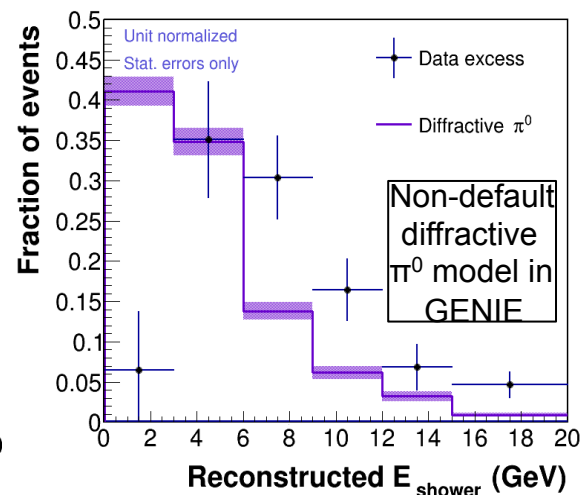 Fraction of events
0.5
0.45
0.4
0.35
0.3
0.25
0.2
0.15
0.1
0.05
0
Unit normalized
Stat. errors only
Data excess
Diffractive π⁰
Non-default
diffractive
π⁰ model in
GENIE
0 2 4 6 8 10 12 14 16 18 20
Reconstructed E shower (GeV)